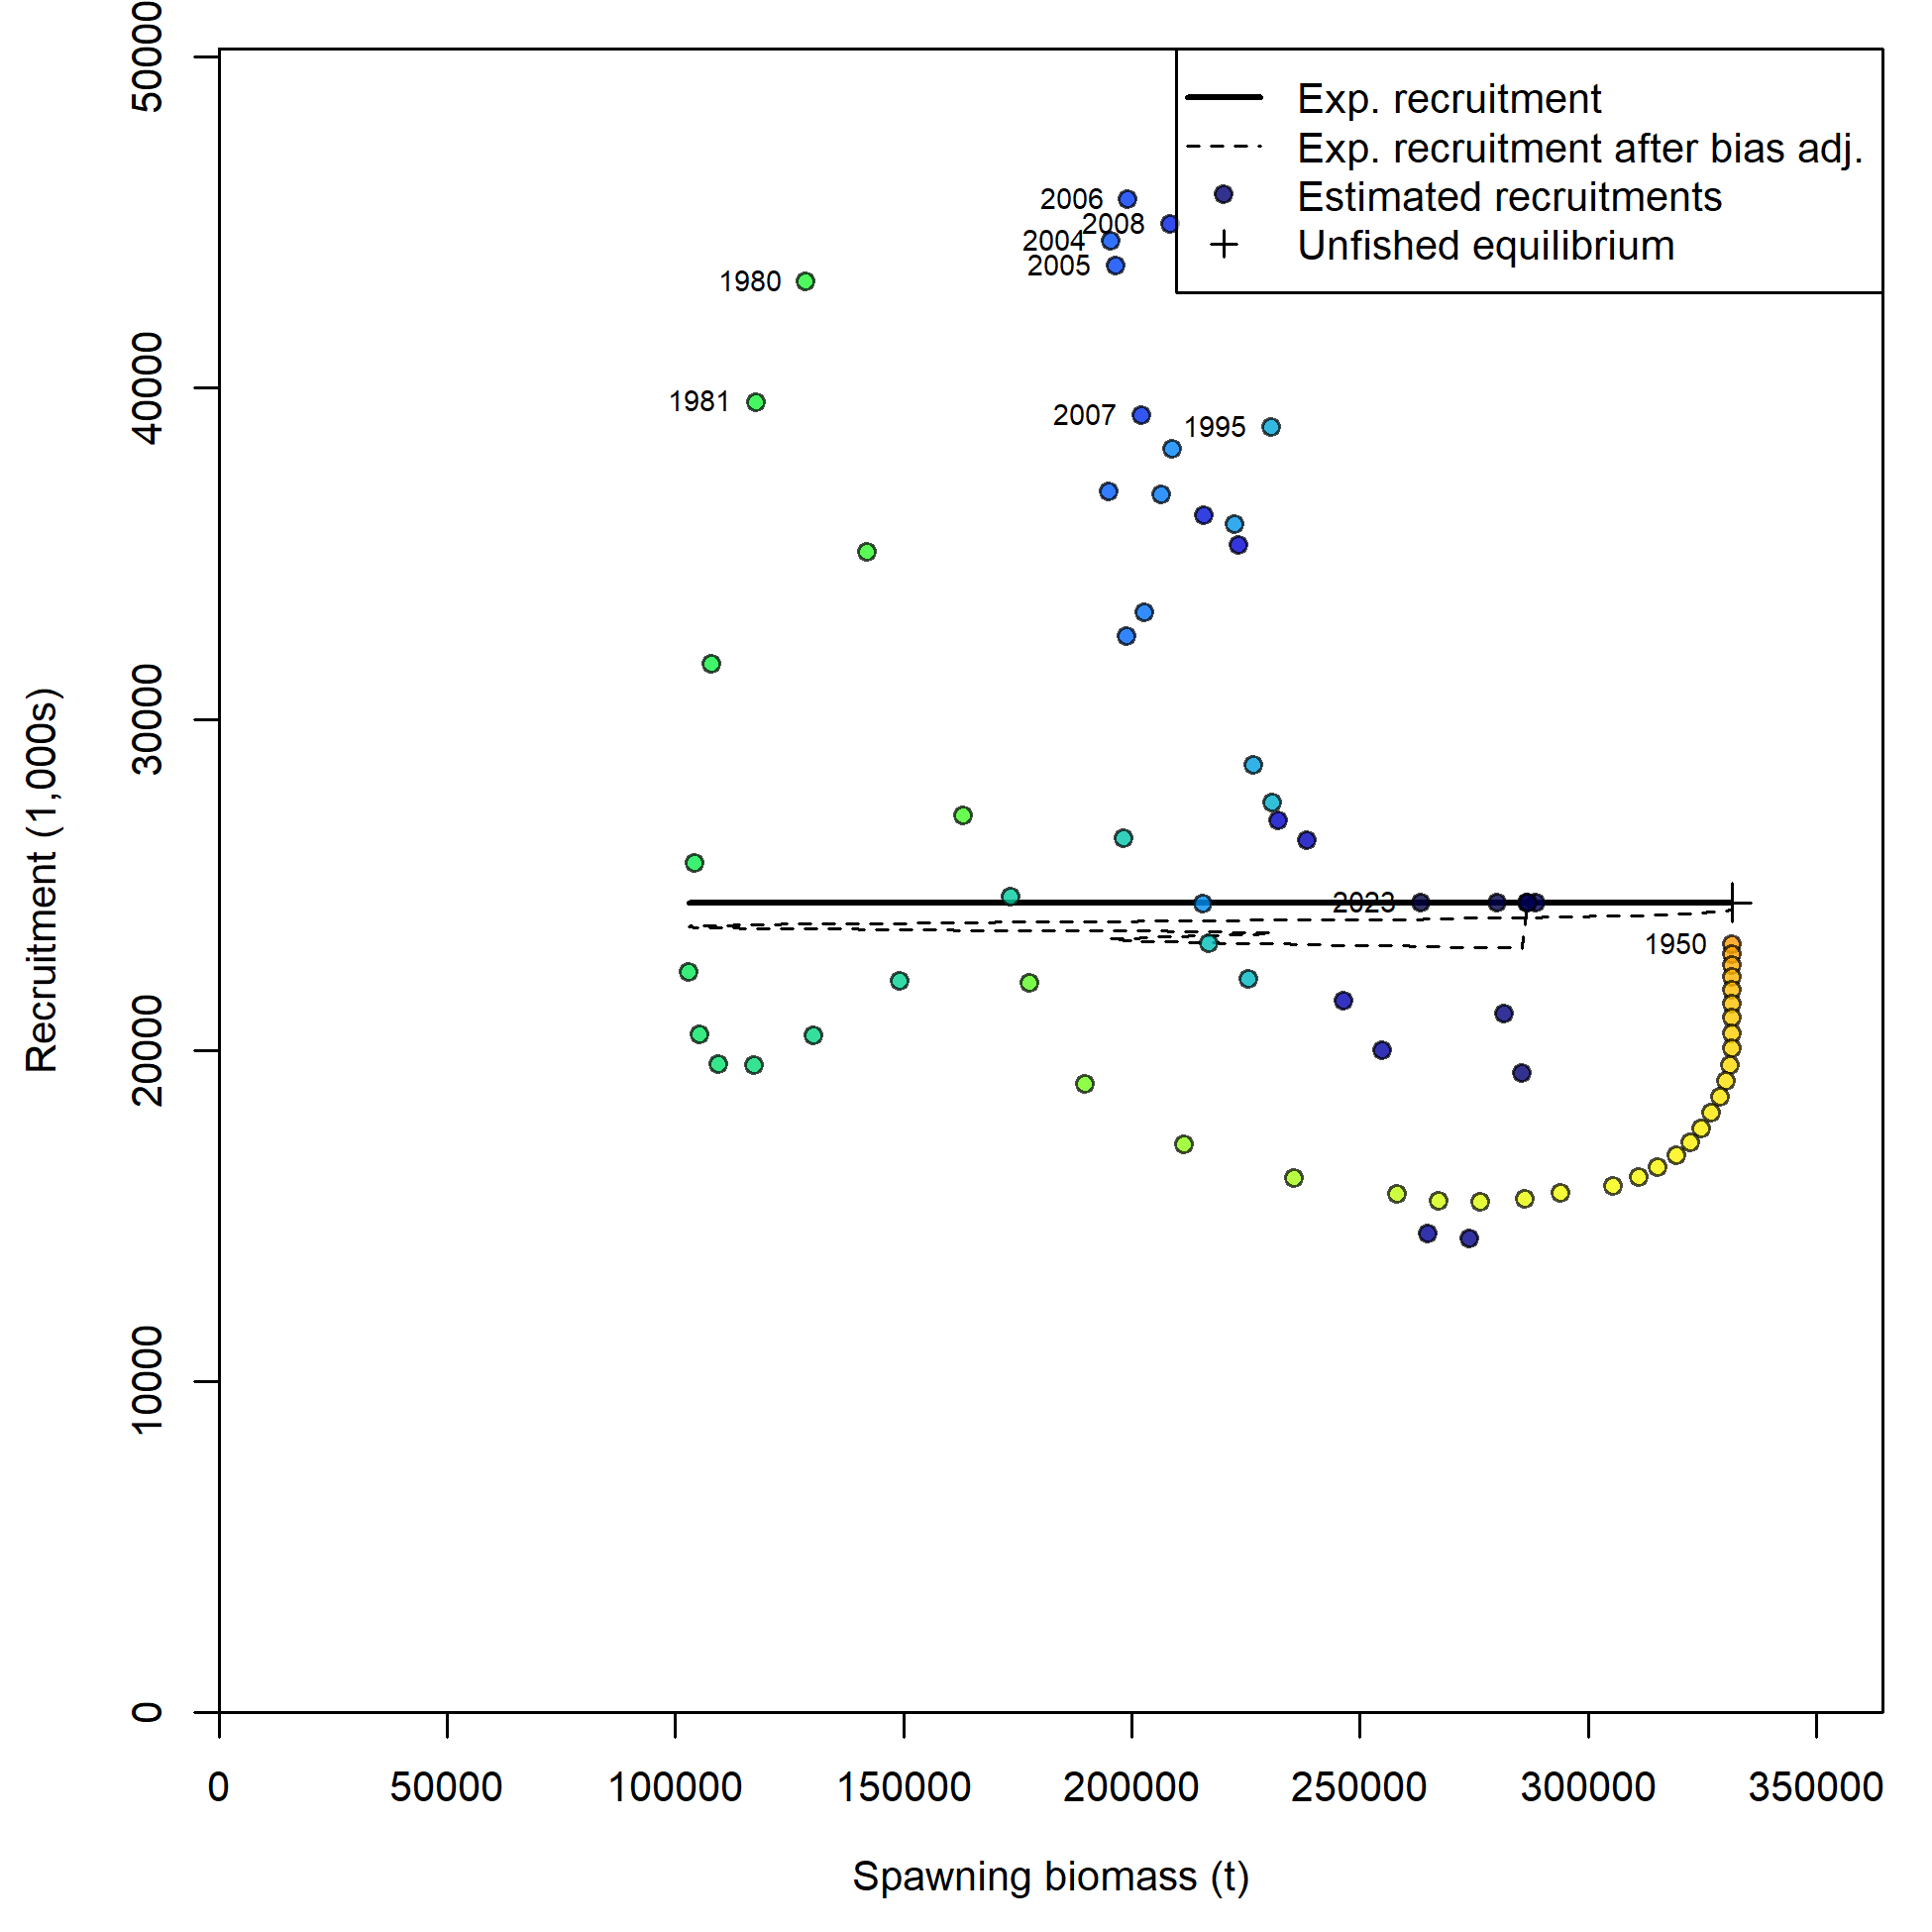 Exp. recruitment
Exp. recruitment after bias adj.
Estimated recruitments
Unfished equilibrium
2006
2008
2004
2005
1980
1981
2007
1995
2023
1950
Recruitment (1,000s)
50000
40000
30000
20000
10000
0
0 50000 100000 150000 200000 250000 300000 350000
Spawning biomass (t)